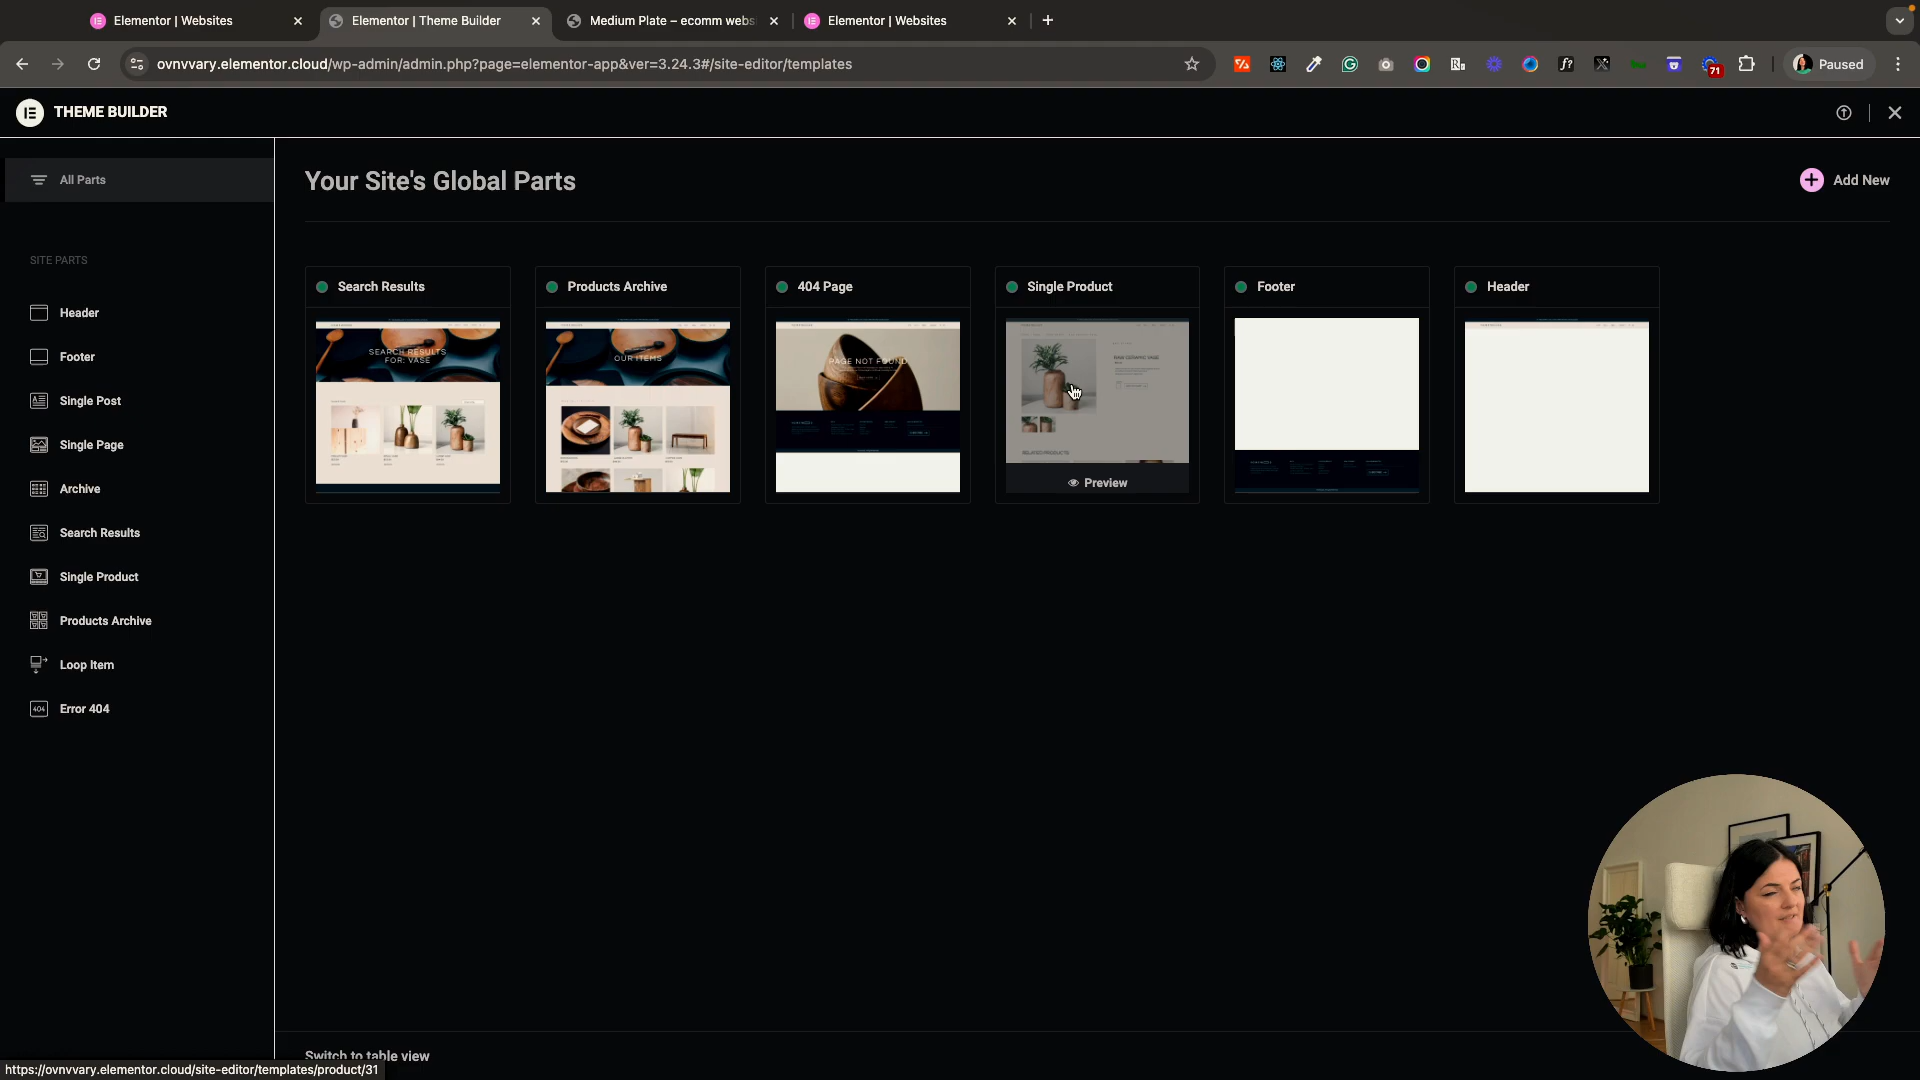 Elementor | Websites
Elementor | Theme Builder
Medium Plate – ecomm webs
Elementor | Websites
ovnvvary.elementor.cloud/wp-admin/admin.php?page=elementor-app&ver=3.24.3#/site-editor/templates
71
Paused
THEME BUILDER
All Parts
Your Site's Global Parts
Add New
SITE PARTS
Header
Footer
Single Post
Single Page
Archive
Search Results
Single Product
Products Archive
Loop Item
404
Error 404
Search Results
Products Archive
404 Page
Single Product
Footer
Header
SEARCH RESULTS
FOR: VASE
OUR ITEMS
PAGE NOT FOUND
RELATED PRODUCTS
Preview
Switch to table view
https://ovnvvary.elementor.cloud/site-editor/templates/product/31